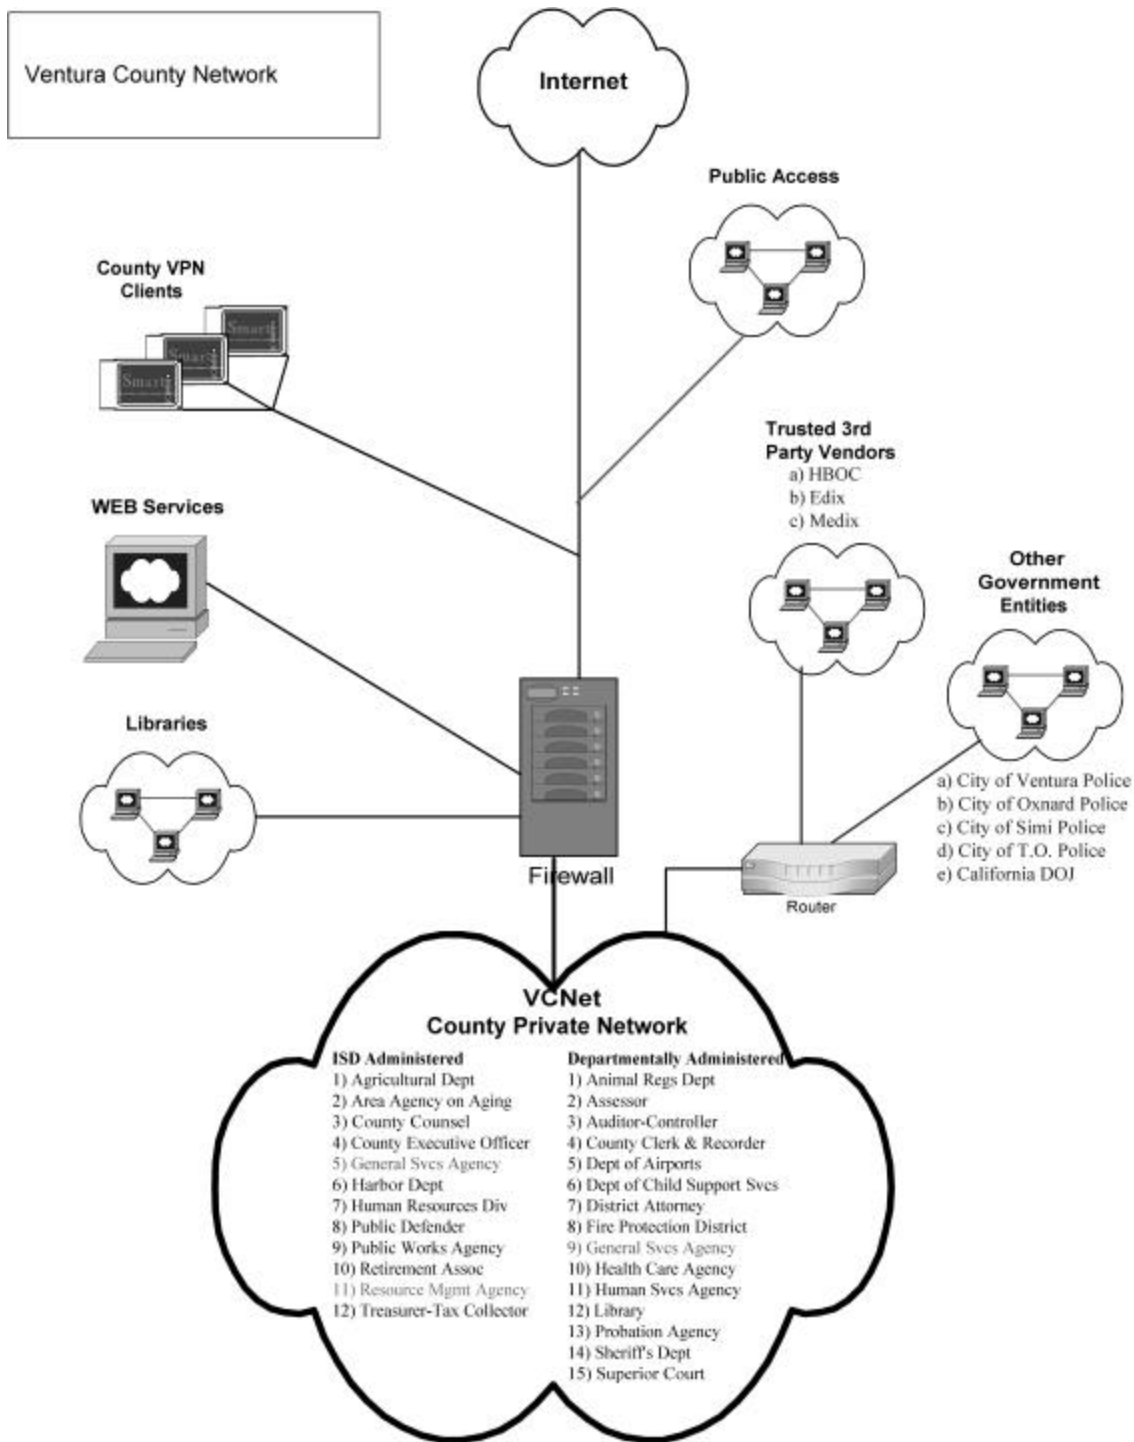 Ventura County Network
Internet
Public Access
County VPN
Clients
Smart
Smart
Smart
Trusted 3rd
Party Vendors
a) HBOC
b) Edix
c) Medix
WEB Services
Other
Government
Entities
Libraries
a) City of Ventura Police
b) City of Oxnard Police
c) City of Simi Police
d) City of T.O. Police
e) California DOJ
Firewall
Router
VCNet
County Private Network
ISD Administered
1) Agricultural Dept
2) Area Agency on Aging
3) County Counsel
4) County Executive Officer
5) General Svcs Agency
6) Harbor Dept
7) Human Resources Div
8) Public Defender
9) Public Works Agency
10) Retirement Assoc
11) Resource Mgmt Agency
12) Treasurer-Tax Collector
Departmentally Administered
1) Animal Regs Dept
2) Assessor
3) Auditor-Controller
4) County Clerk & Recorder
5) Dept of Airports
6) Dept of Child Support Svcs
7) District Attorney
8) Fire Protection District
9) General Svcs Agency
10) Health Care Agency
11) Human Svcs Agency
12) Library
13) Probation Agency
14) Sheriff's Dept
15) Superior Court